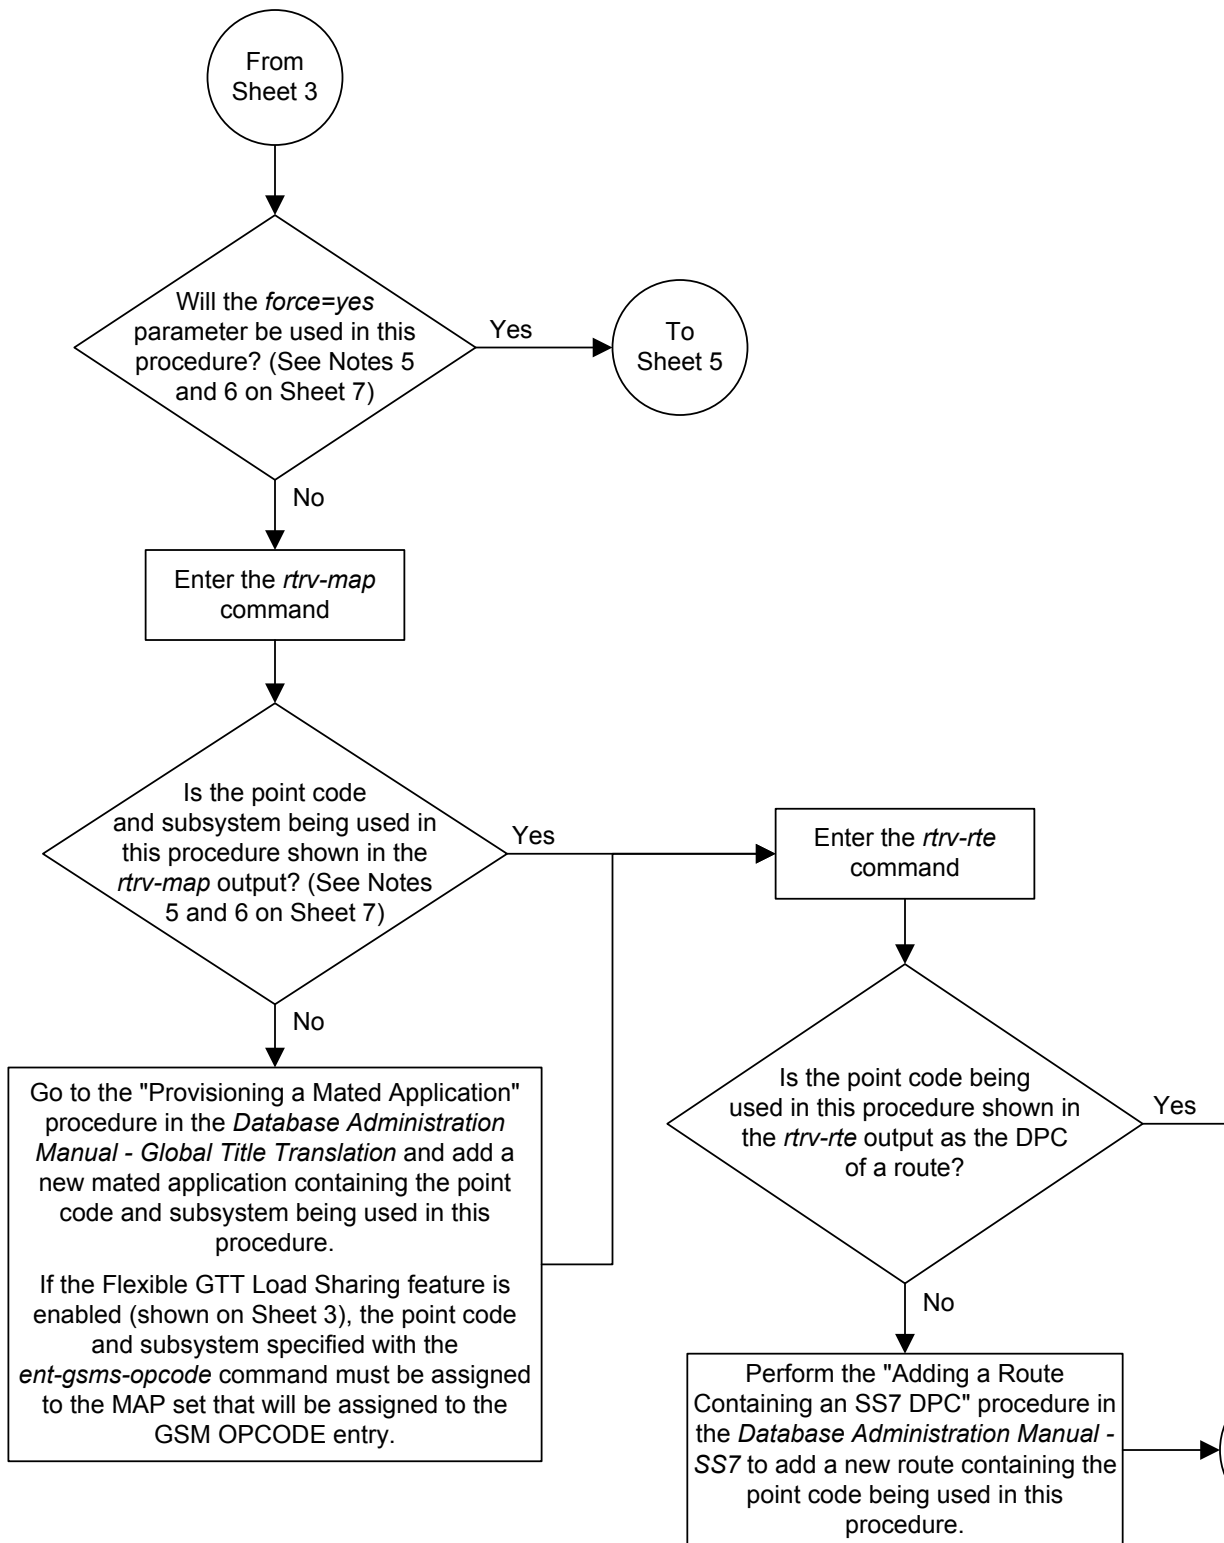 From
Sheet 3
Will the force=yes
parameter be used in this
procedure? (See Notes 5
and 6 on Sheet 7)
Yes
To
Sheet 5
No
Enter the rtrv-map
command
Is the point code
and subsystem being used in
this procedure shown in the
rtrv-map output? (See Notes
5 and 6 on Sheet 7)
Yes
No
Go to the "Provisioning a Mated Application"
procedure in the Database Administration
Manual - Global Title Translation and add a
new mated application containing the point
code and subsystem being used in this
procedure.
If the Flexible GTT Load Sharing feature is
enabled (shown on Sheet 3), the point code
and subsystem specified with the
ent-gsms-opcode command must be assigned
to the MAP set that will be assigned to the
GSM OPCODE entry.
Enter the rtrv-rte
command
Is the point code being
used in this procedure shown in
the rtrv-rte output as the DPC
of a route?
Yes
No
Perform the "Adding a Route
Containing an SS7 DPC" procedure in
the Database Administration Manual -
SS7 to add a new route containing the
point code being used in this
procedure.